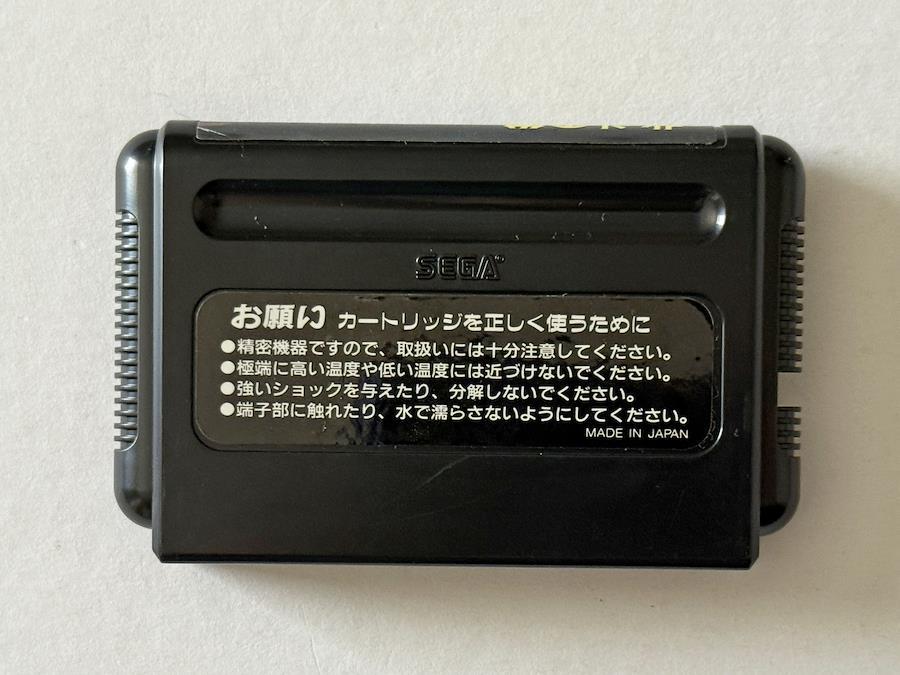 SEGA
お願い カートリッジを正しく使うために
●精密機器ですので、取扱いには十分注意してください。
●極端に高い温度や低い温度には近づけないでください。
●強いショックを与えたり、分解しないでください。
●端子部に触れたり、水で濡らさないようにしてください。
MADE IN JAPAN